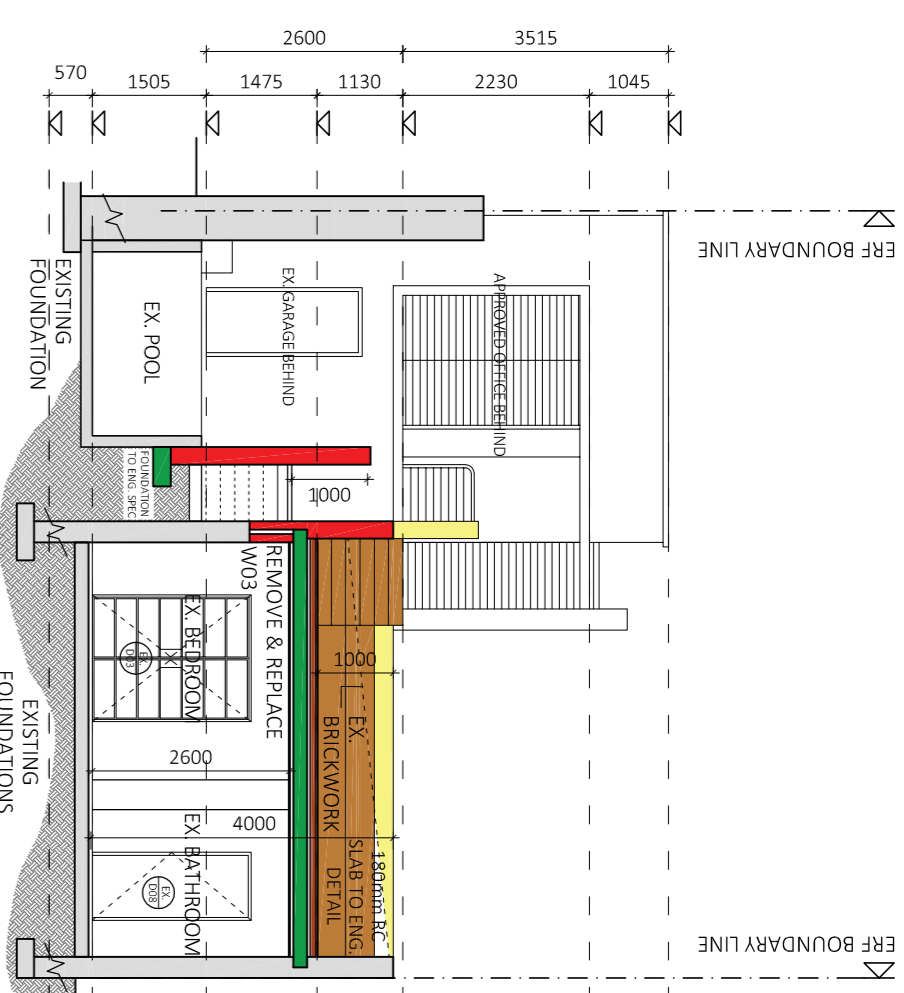 2600
3515
570
1505
1475
1130
2230
1045
ERF BOUNDARY LINE
EXISTING
FOUNDATION
EX. POOL
EX. GARAGE BEHIND
APPROVED OFFICE BEHIND
FOUNDATION
TO ENG. SPEC
1000
REMOVE & REPLACE
W03
EX. BEDROOM
EX.
D03
1000
EX.
BRICKWORK
2600
4000
EX. BATHROOM
EX.
D08
180mm RC
SLAB TO ENG.
DETAIL
EXISTING
FOUNDATIONS
ERF BOUNDARY LINE